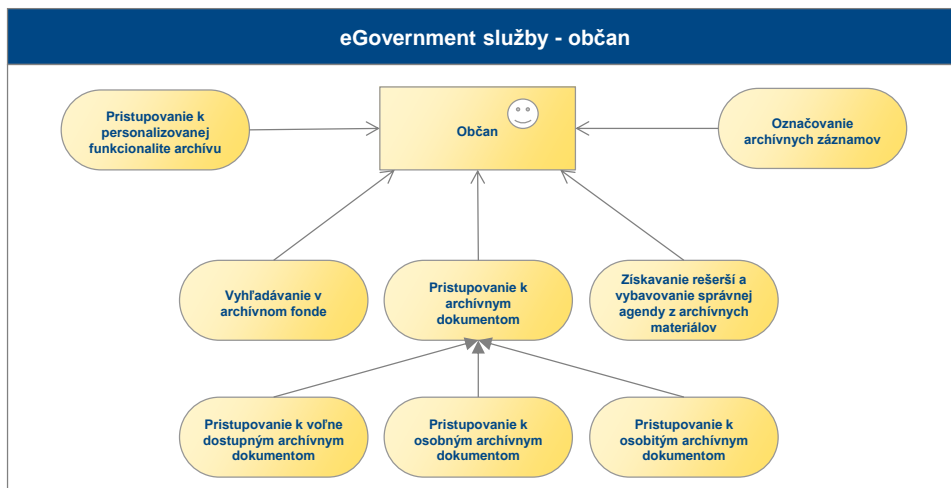 eGovernment služby - občan
Pristupovanie k
personalizovanej
funkcionalite archívu
Občan
Označovanie
archívnych záznamov
Vyhľadávanie v
archívnom fonde
Pristupovanie k
archívnym
dokumentom
Získavanie rešerší a
vybavovanie správnej
agendy z archívnych
materiálov
Pristupovanie k voľne
dostupným archívnym
dokumentom
Pristupovanie k
osobným archívnym
dokumentom
Pristupovanie k
osobitým archívnym
dokumentom